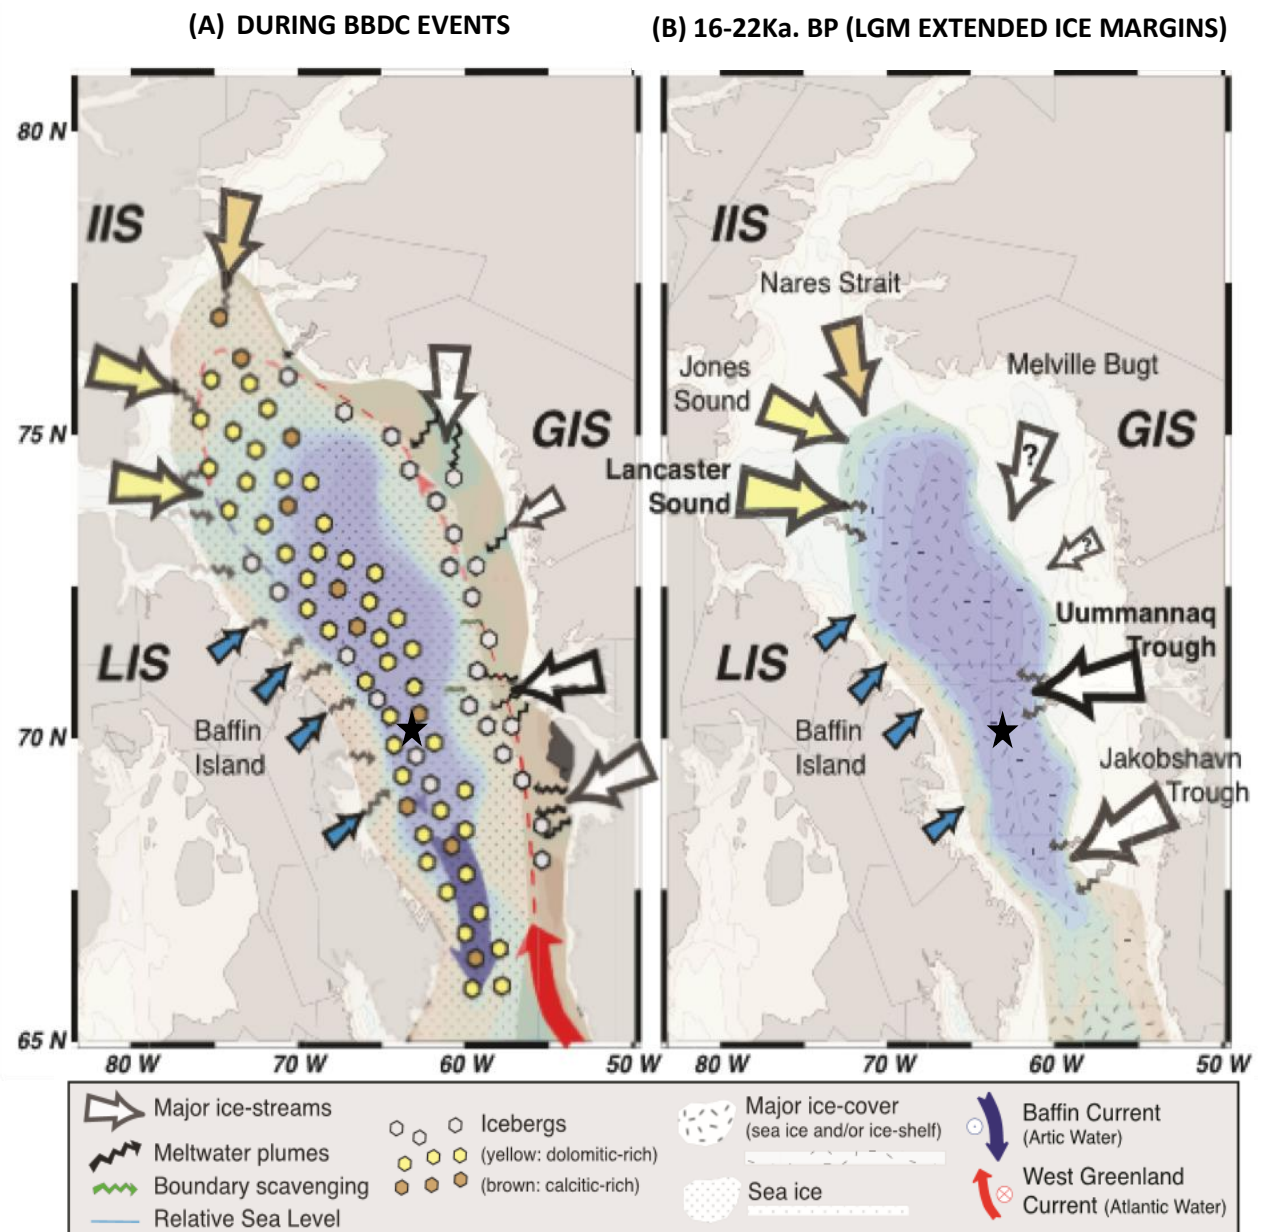 (A) DURING BBDC EVENTS
(B) 16-22Ka. BP (LGM EXTENDED ICE MARGINS)
80 N
75 N
70 N
65 N
IIS
GIS
LIS
Baffin
Island
80 W
70 W
60 W
50 W
IIS
Nares Strait
Jones
Sound
Melville Bugt
GIS
Lancaster
Sound
?
?
Uummannaq
Trough
LIS
Baffin
Island
Jakobshavn
Trough
80 W
70 W
60 W
50 W
Major ice-streams
Meltwater plumes
Boundary scavenging
Relative Sea Level
Icebergs
(yellow: dolomitic-rich)
(brown: calcitic-rich)
Major ice-cover
(sea ice and/or ice-shelf)
Sea ice
Baffin Current
(Artic Water)
West Greenland
Current (Atlantic Water)